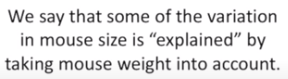 We say that some of the variation
in mouse size is “explained” by
taking mouse weight into account.